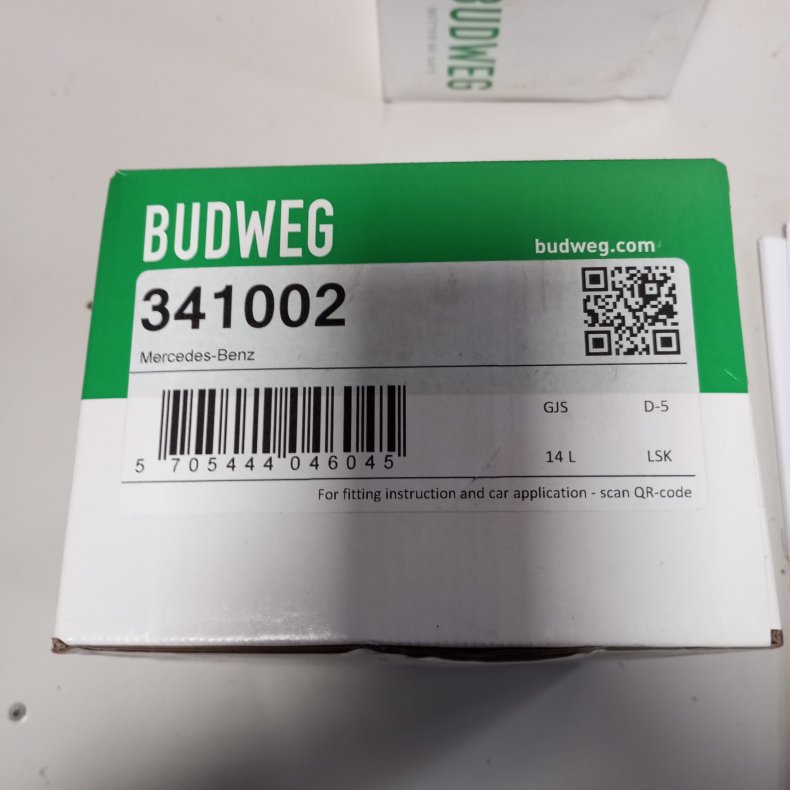 BUDWEG
BUDWEG
budweg.com
341002
Mercedes-Benz
GJS D-5
5 705444 046045
14 L LSK
For fitting instruction and car application - scan QR-code